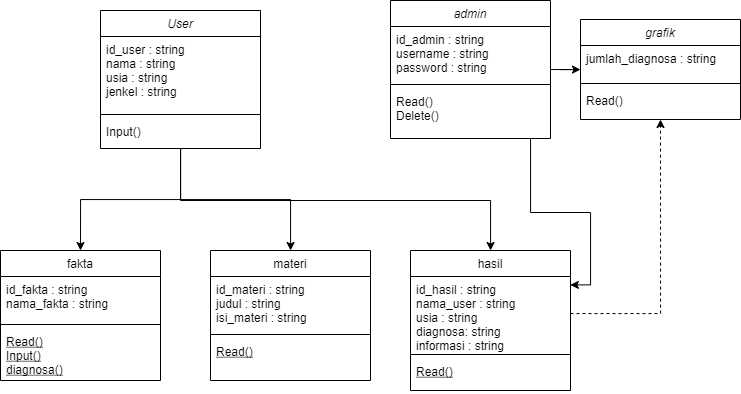 User
id_user : string
nama : string
usia : string
jenkel : string
Input()
admin
id_admin : string
username : string
password : string
Read()
Delete()
grafik
jumlah_diagnosa : string
Read()
fakta
id_fakta : string
nama_fakta : string
Read()
Input()
diagnosa()
materi
id_materi : string
judul : string
isi_materi : string
Read()
hasil
id_hasil : string
nama_user : string
usia : string
diagnosa: string
informasi : string
Read()